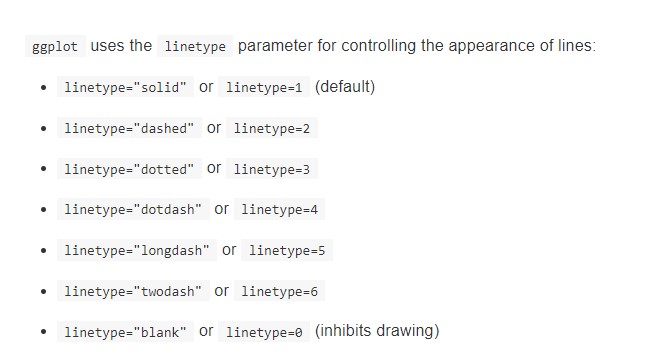 ggplot uses the linetype parameter for controlling the appearance of lines:
• linetype="solid" or linetype=1 (default)
• linetype="dashed" or linetype=2
• linetype="dotted" or linetype=3
• linetype="dotdash" or linetype=4
• linetype="longdash" or linetype=5
• linetype="twodash" or linetype=6
• linetype="blank" or linetype=0 (inhibits drawing)